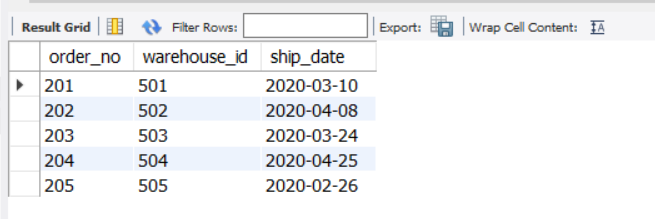 Result Grid Filter Rows: Export: Wrap Cell Content: IA
order_no warehouse_id ship_date
201 501 2020-03-10
202 502 2020-04-08
203 503 2020-03-24
204 504 2020-04-25
205 505 2020-02-26